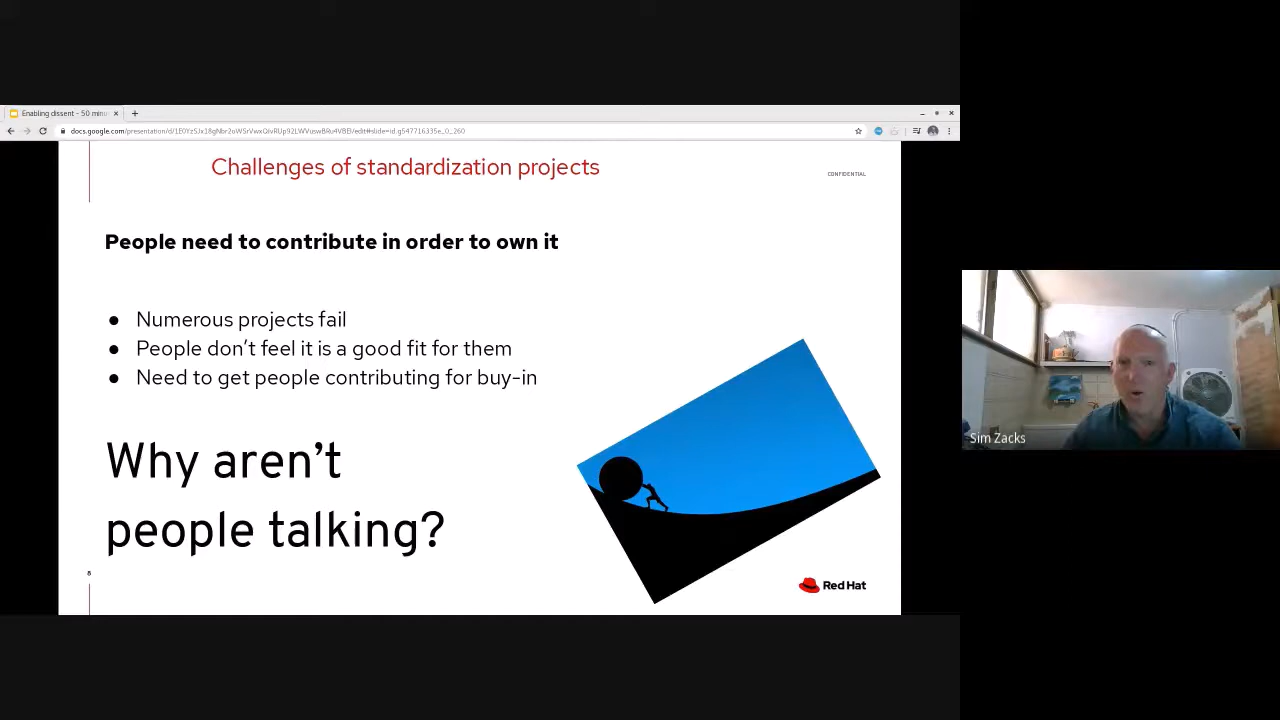 Enabling dissent - 50 minu
Challenges of standardization projects
CONFIDENTIAL
People need to contribute in order to own it
● Numerous projects fail
● People don't feel it is a good fit for them
● Need to get people contributing for buy-in
Why aren't
people talking?
8
Red Hat
Sim Zacks